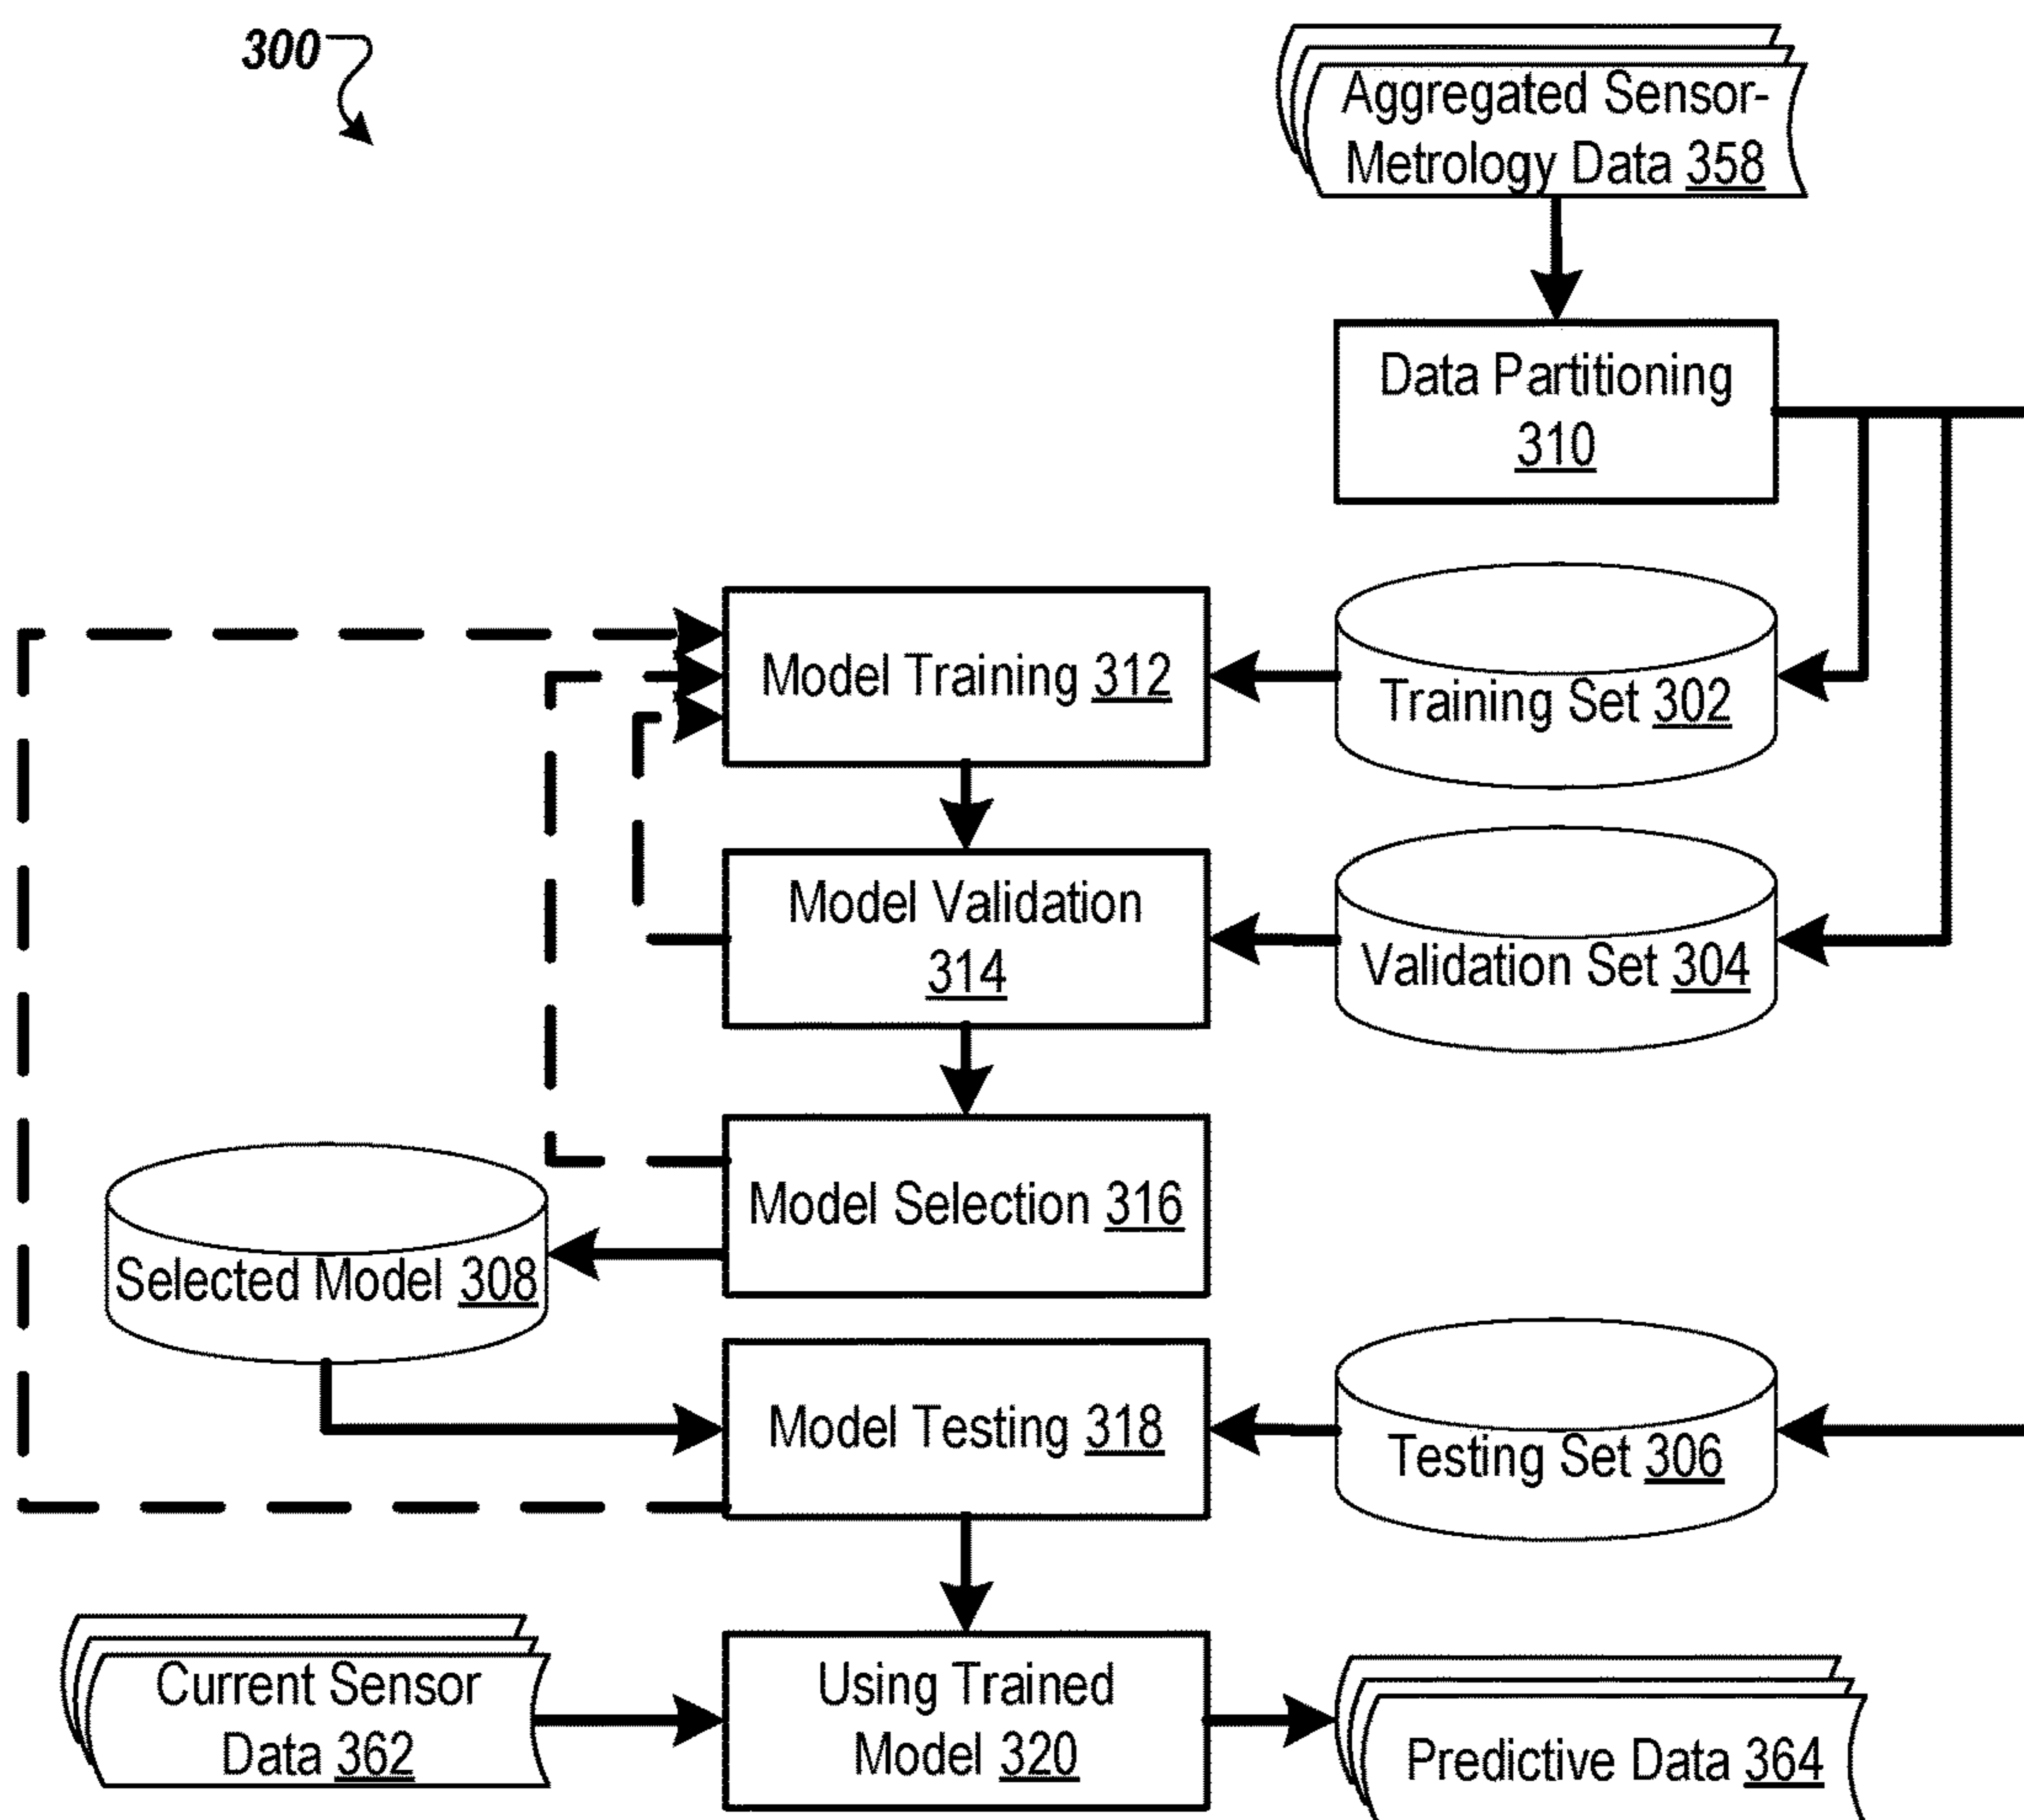 300
Aggregated Sensor-
Metrology Data 358
Data Partitioning
310
Model Training 312
Training Set 302
Model Validation
314
Validation Set 304
Model Selection 316
Selected Model 308
Model Testing 318
Testing Set 306
Current Sensor
Data 362
Using Trained
Model 320
Predictive Data 364